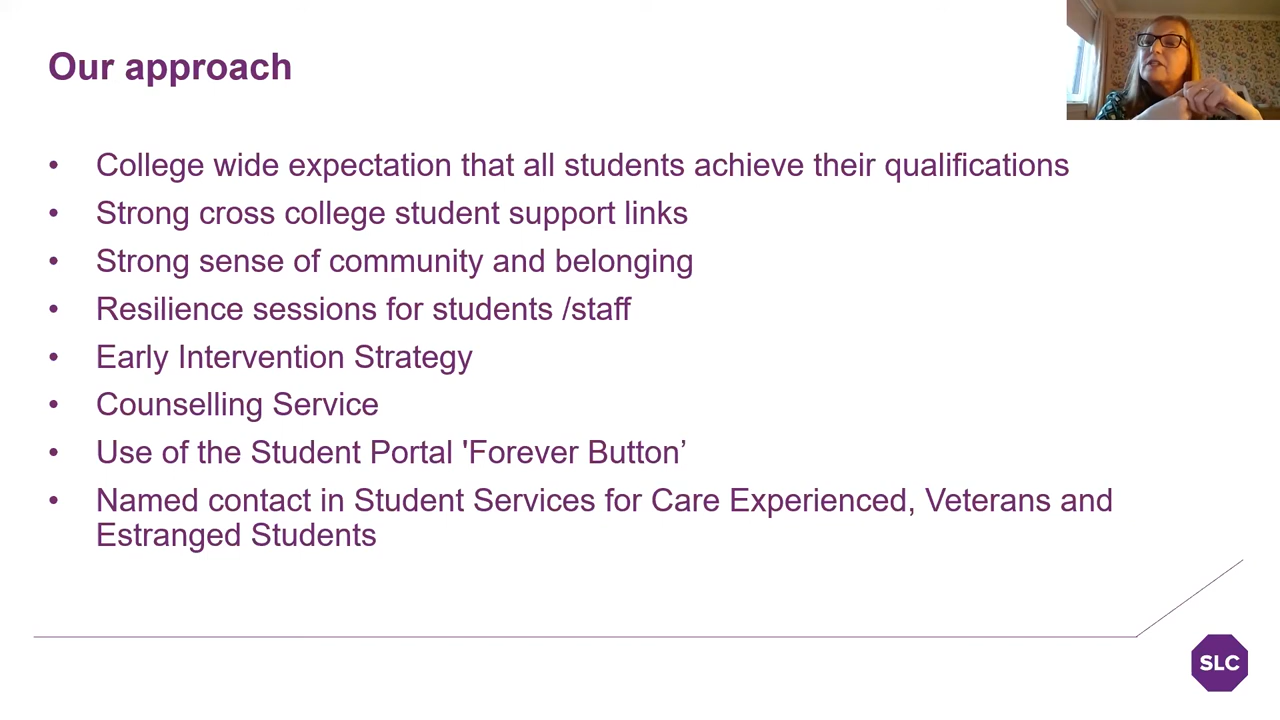 Our approach
• College wide expectation that all students achieve their qualifications
• Strong cross college student support links
• Strong sense of community and belonging
• Resilience sessions for students /staff
• Early Intervention Strategy
• Counselling Service
• Use of the Student Portal 'Forever Button’
• Named contact in Student Services for Care Experienced, Veterans and
Estranged Students
SLC